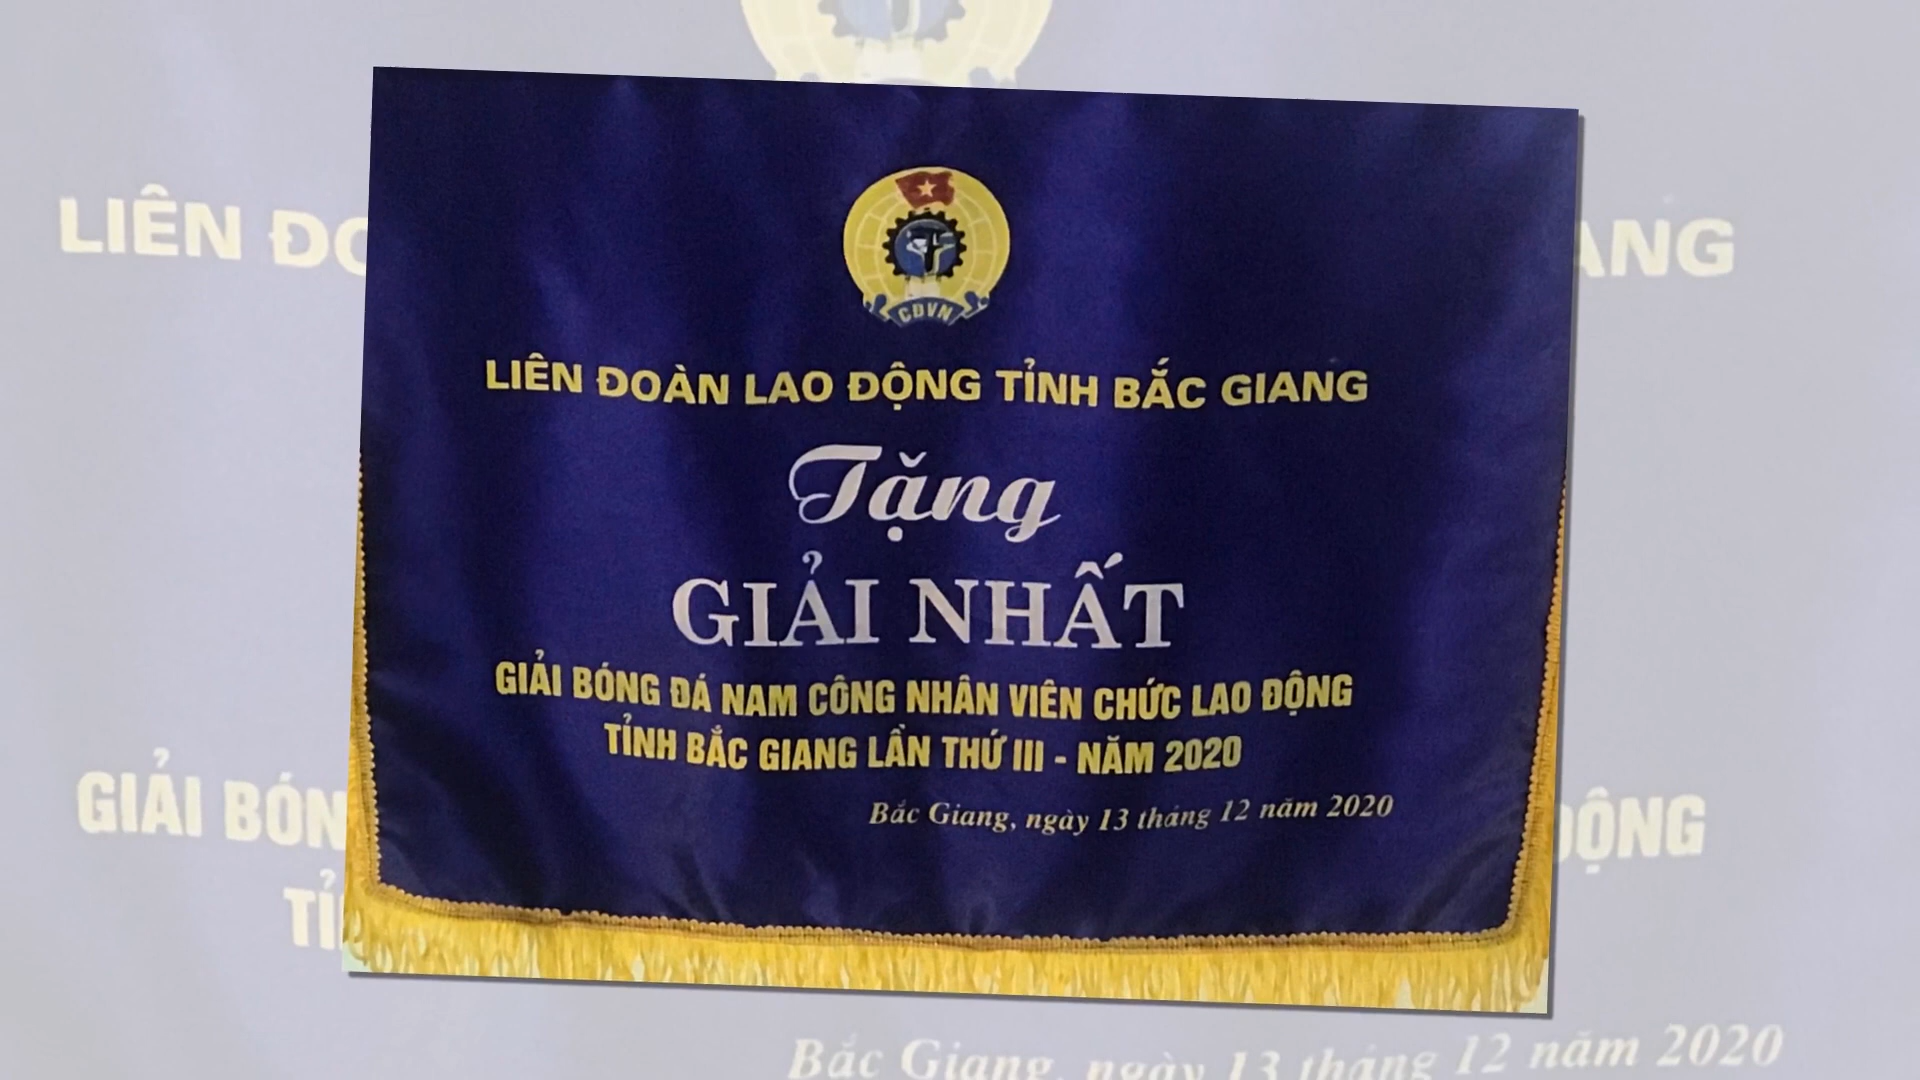 CĐVN
LIÊN ĐOÀN LAO ĐỘNG TỈNH BẮC GIANG
Tặng
GIẢI NHẤT
GIẢI BÓNG ĐÁ NAM CÔNG NHÂN VIÊN CHỨC LAO ĐỘNG
TỈNH BẮC GIANG LẦN THỨ III - NĂM 2020
Bắc Giang, ngày 13 tháng 12 năm 2020